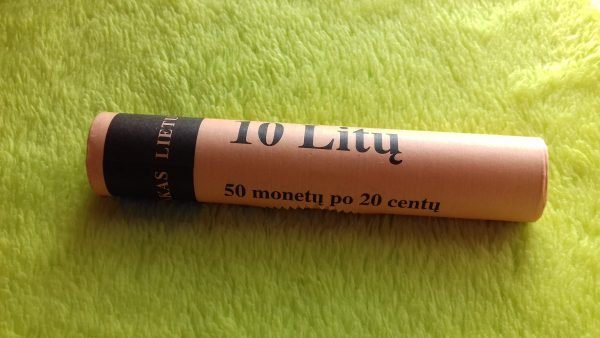 KAS LIETU
10 Litų
50 monetų po 20 centų